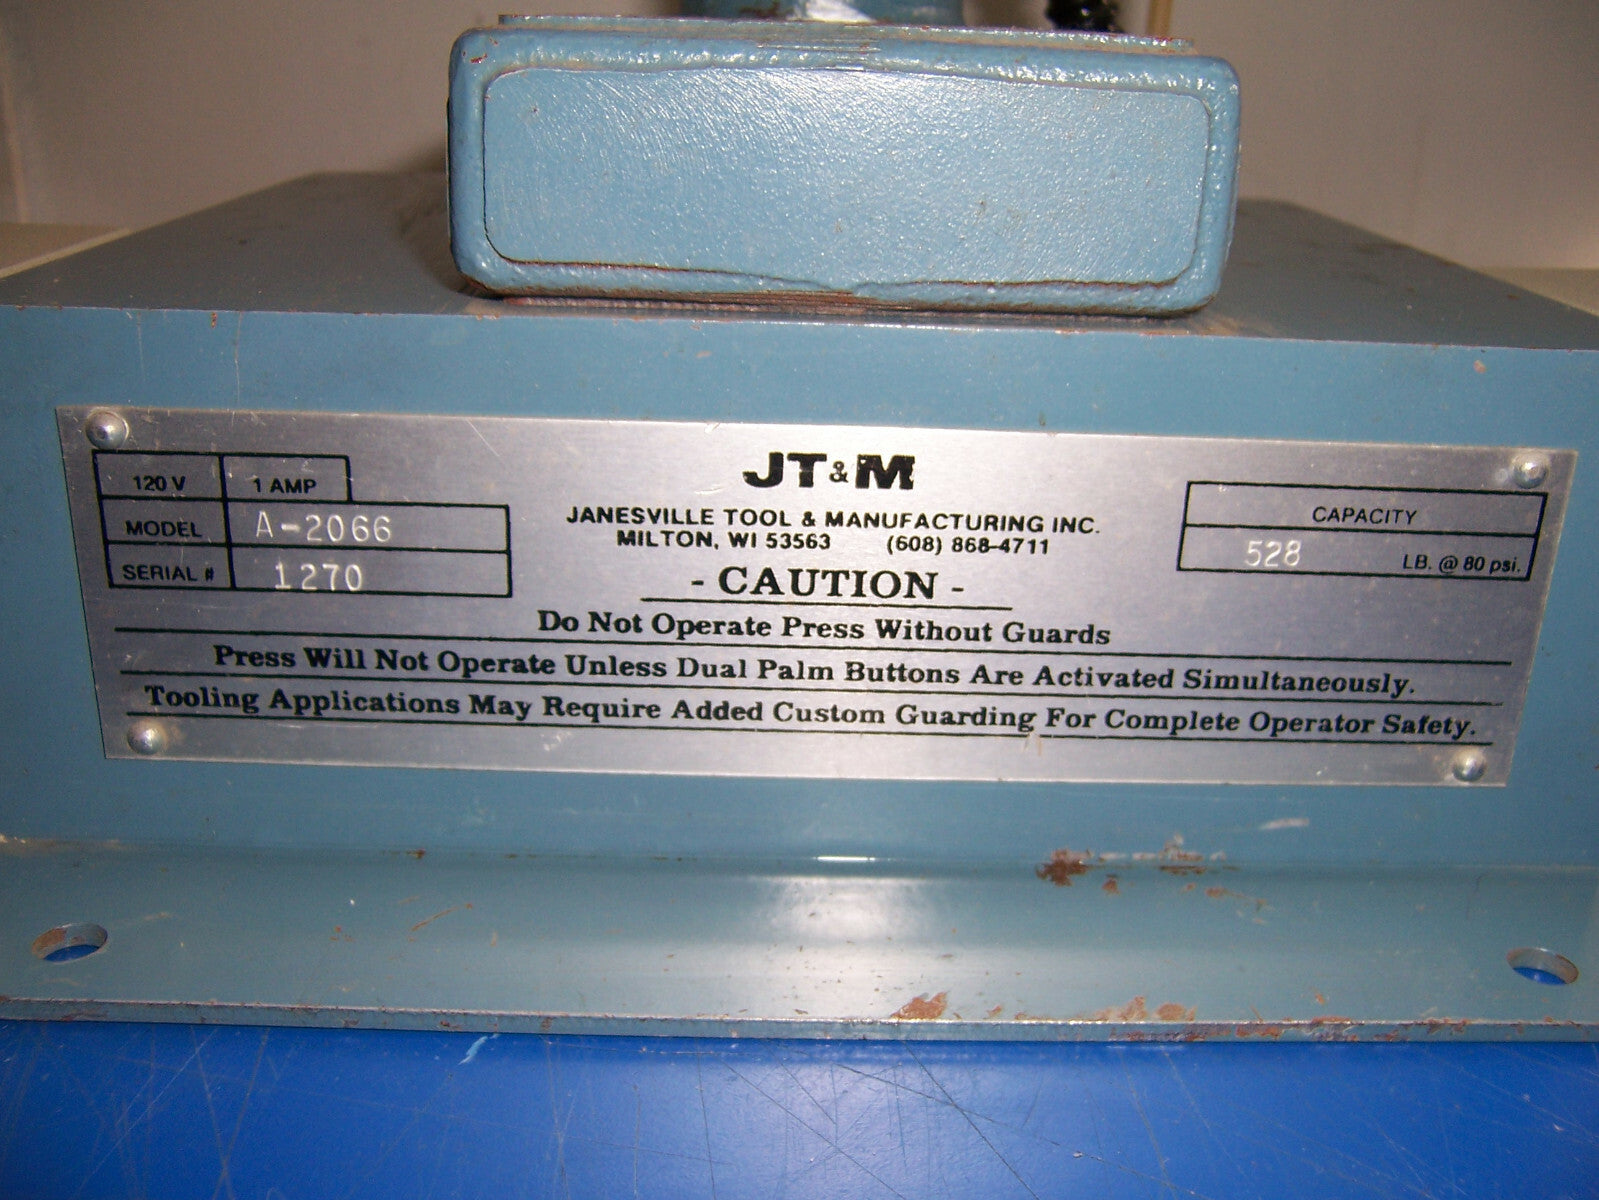 120 V 1 AMP
MODEL A-2066
SERIAL # 1270
JT&M
JANESVILLE TOOL & MANUFACTURING INC.
MILTON, WI 53563 (608) 868-4711
CAPACITY
528 LB. @ 80 psi.
- CAUTION -
Do Not Operate Press Without Guards
Press Will Not Operate Unless Dual Palm Buttons Are Activated Simultaneously.
Tooling Applications May Require Added Custom Guarding For Complete Operator Safety.